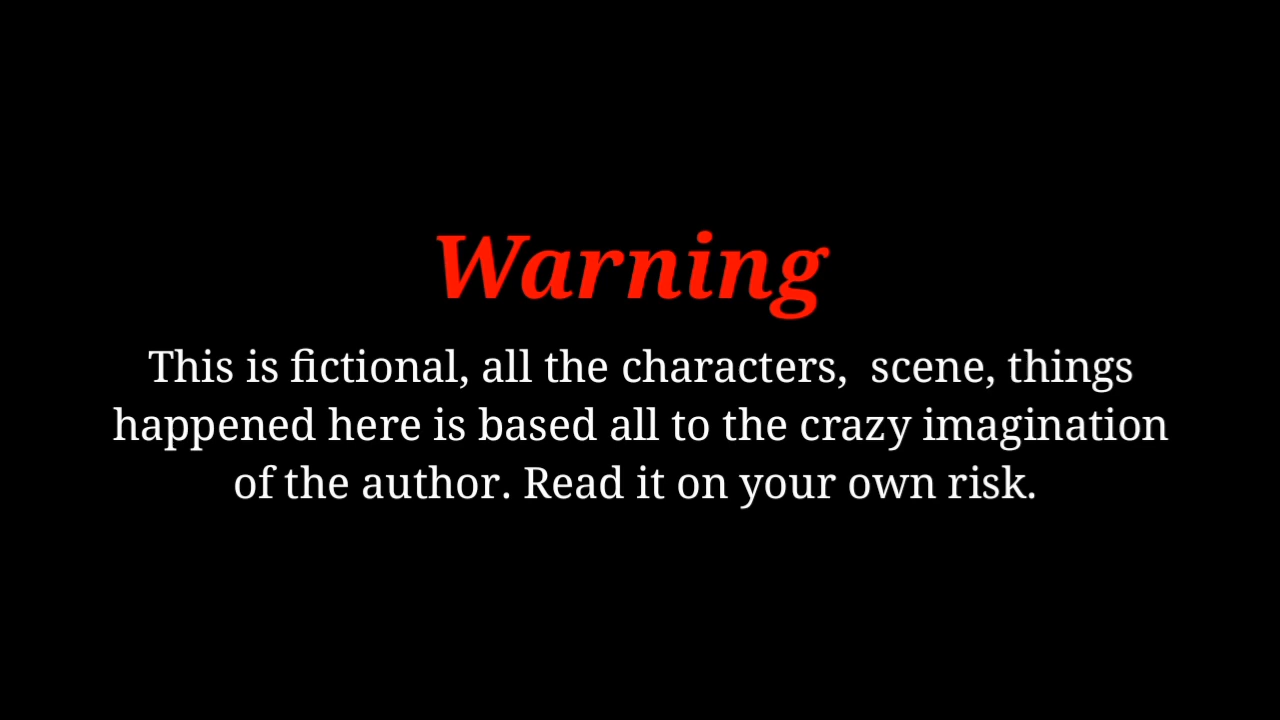 Warning
This is fictional, all the characters,  scene, things
happened here is based all to the crazy imagination
of the author. Read it on your own risk.